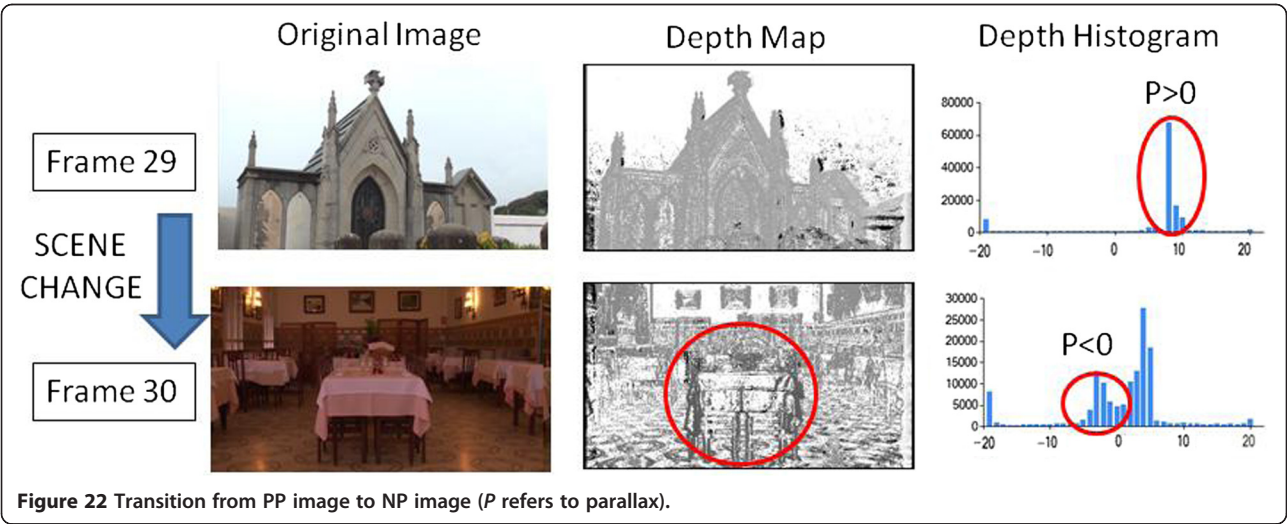 Original Image
Depth Map
Depth Histogram
Frame 29
P>0
80000
60000
40000
20000
0
−20
−10
0
10
20
SCENE
CHANGE
Frame 30
P<0
30000
25000
20000
15000
10000
5000
0
−20
−10
0
10
20
Figure 22 Transition from PP image to NP image (P refers to parallax).